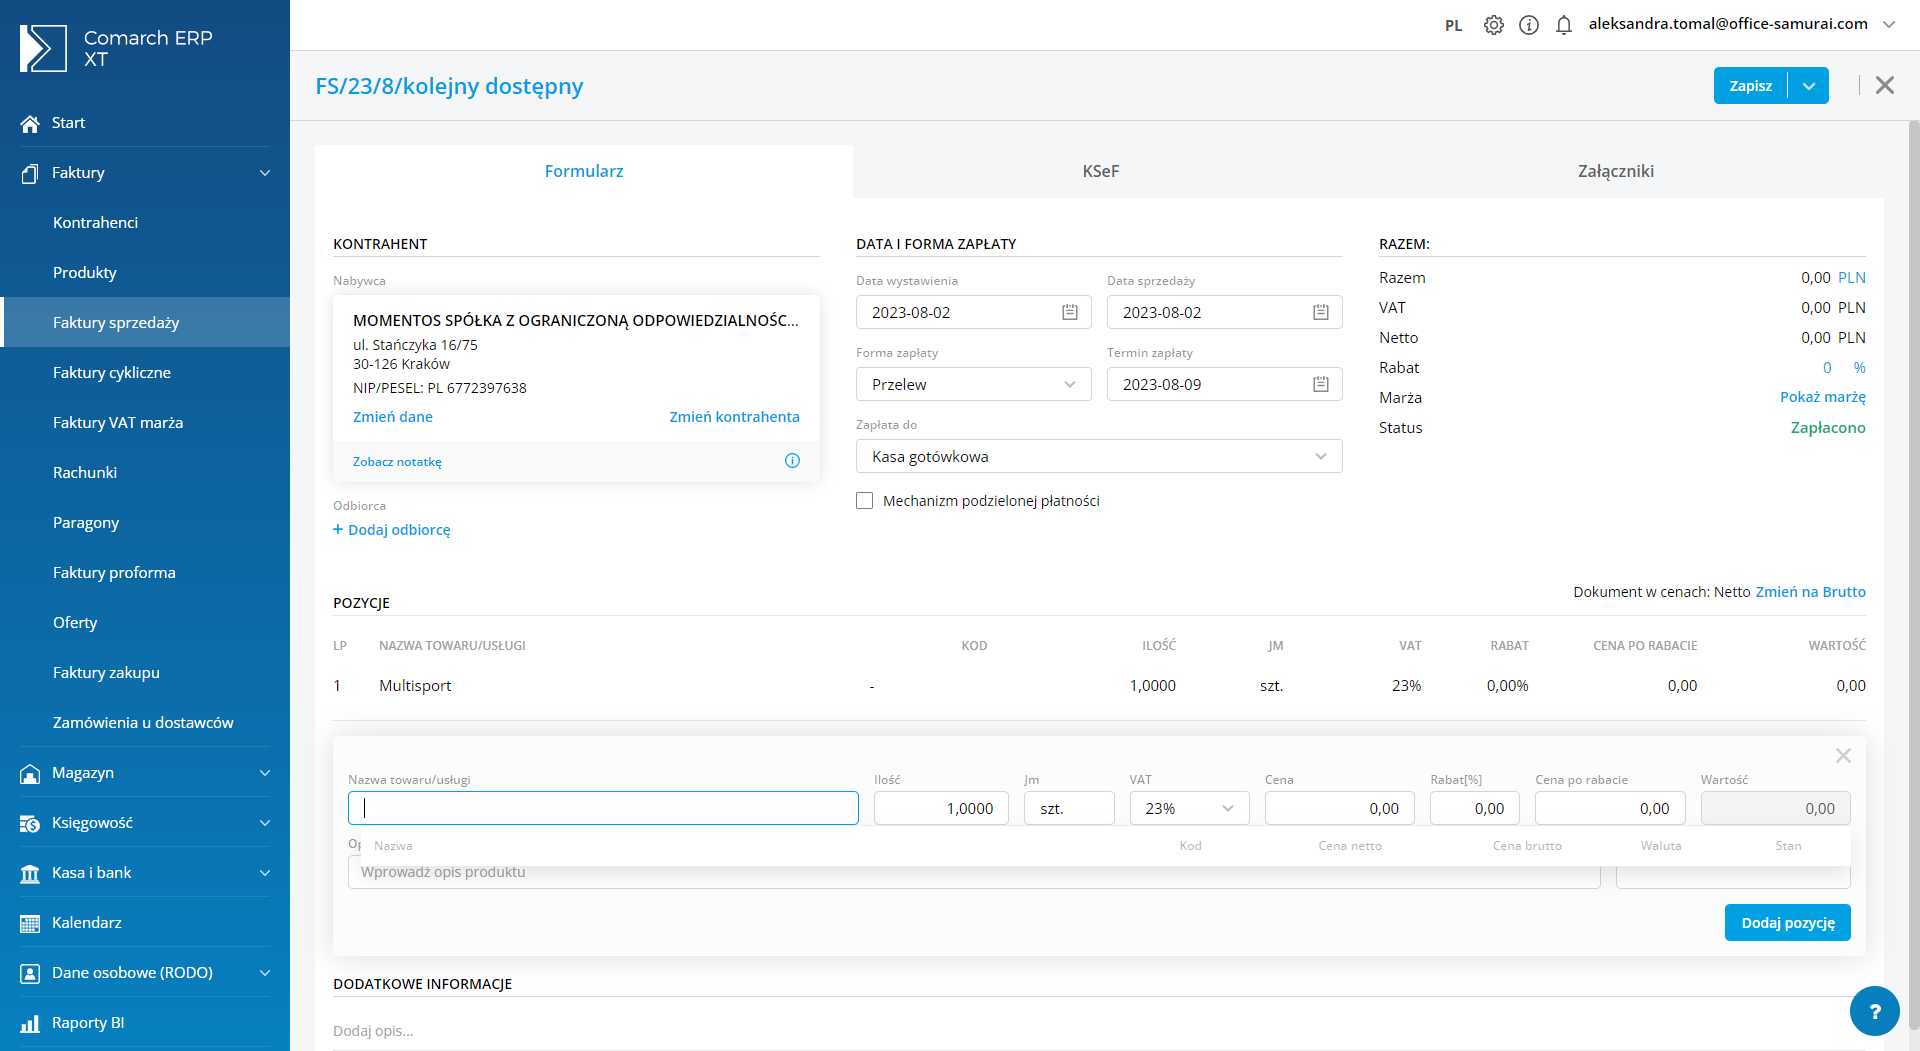 Comarch ERP
XT
Start
Faktury
Kontrahenci
Produkty
Faktury sprzedaży
Faktury cykliczne
Faktury VAT marża
Rachunki
Paragony
Faktury proforma
Oferty
Faktury zakupu
Zamówienia u dostawców
Magazyn
Księgowość
Kasa i bank
Kalendarz
Dane osobowe (RODO)
Raporty BI
PL aleksandra.tomal@office-samurai.com
FS/23/8/kolejny dostępny
Zapisz
Formularz KSeF Załączniki
KONTRAHENT
Nabywca
MOMENTOS SPÓŁKA Z OGRANICZONĄ ODPOWIEDZIALNOŚC...
ul. Stańczyka 16/75
30-126 Kraków
NIP/PESEL: PL 6772397638
Zmień dane Zmień kontrahenta
Zobacz notatkę
Odbiorca
+ Dodaj odbiorcę
DATA I FORMA ZAPŁATY
Data wystawienia Data sprzedaży
2023-08-02 2023-08-02
Forma zapłaty Termin zapłaty
Przelew 2023-08-09
Zapłata do
Kasa gotówkowa
Mechanizm podzielonej płatności
RAZEM:
Razem 0,00 PLN
VAT 0,00 PLN
Netto 0,00 PLN
Rabat 0 %
Marża Pokaż marżę
Status Zapłacono
Dokument w cenach: Netto Zmień na Brutto
POZYCJE
LP NAZWA TOWARU/USŁUGI KOD ILOŚĆ JM VAT RABAT CENA PO RABACIE WARTOŚĆ
1 Multisport - 1,0000 szt. 23% 0,00% 0,00 0,00
Nazwa towaru/usługi Ilość Jm VAT Cena Rabat[%] Cena po rabacie Wartość
1,0000 szt. 23% 0,00 0,00 0,00 0,00
Nazwa Kod Cena netto Cena brutto Waluta Stan
Wprowadź opis produktu
Dodaj pozycję
DODATKOWE INFORMACJE
Dodaj opis...
?